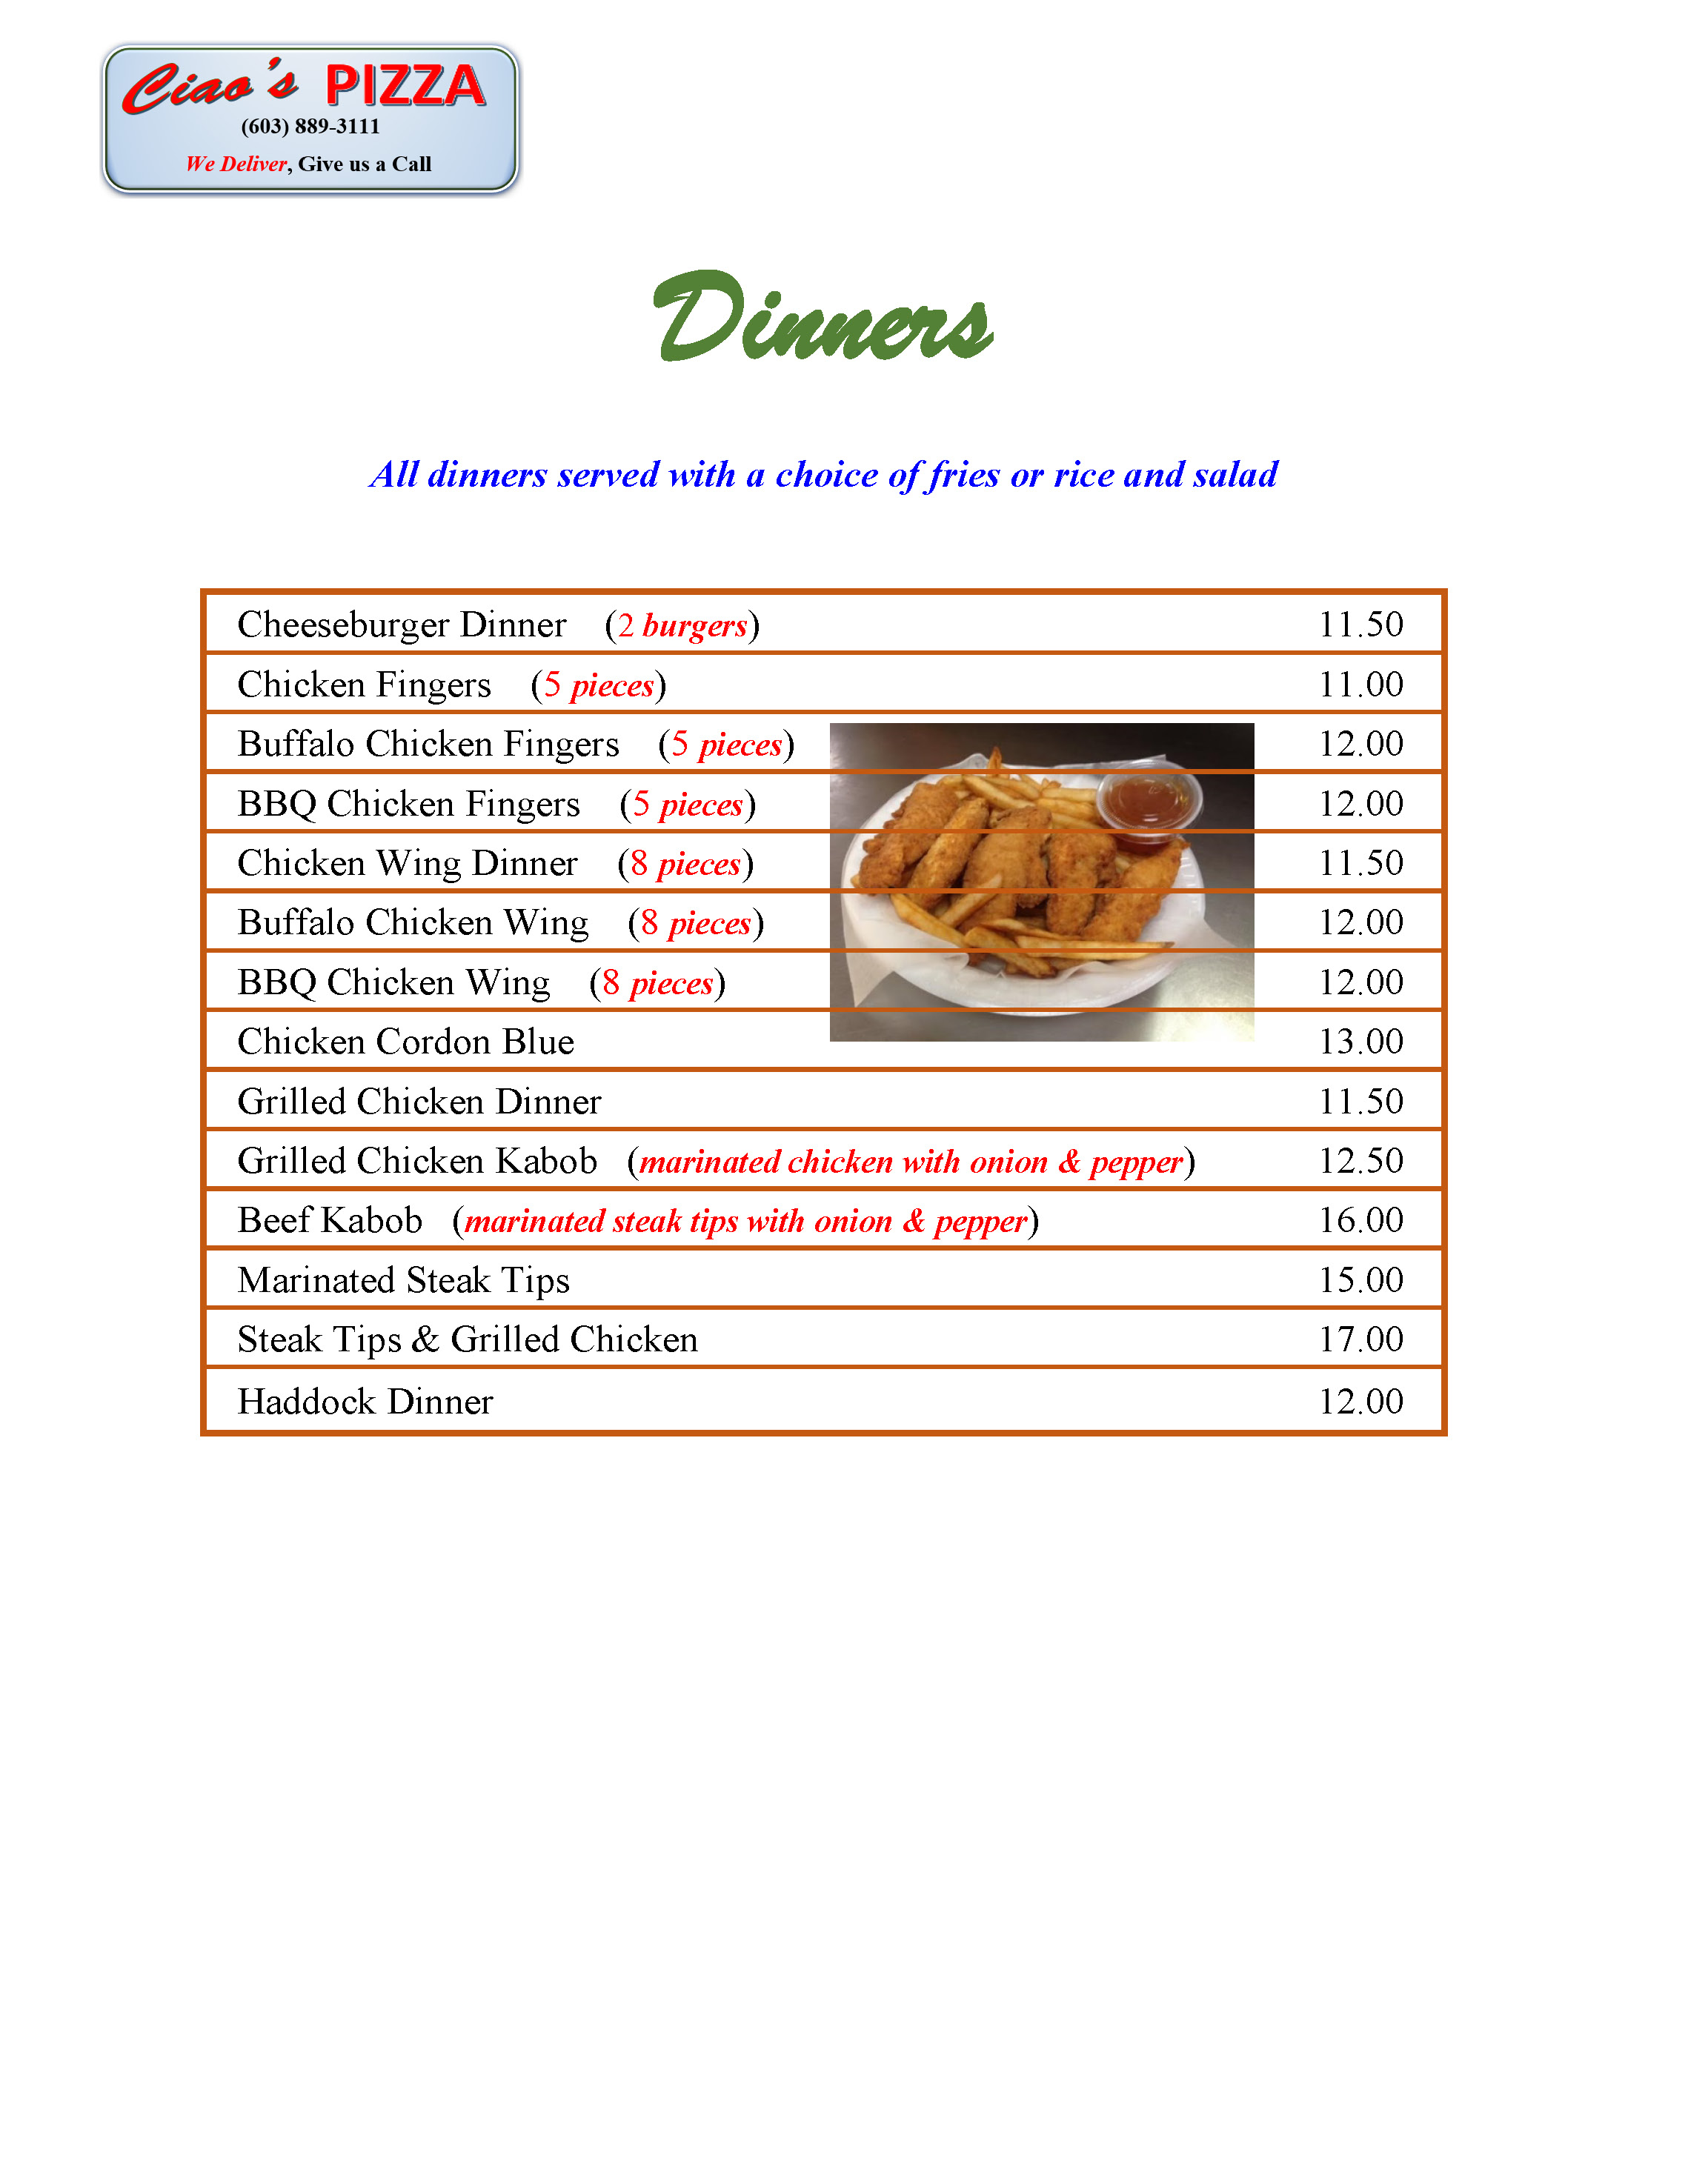 Ciao's PIZZA
(603) 889-3111
We Deliver, Give us a Call
Dinners
All dinners served with a choice of fries or rice and salad
Cheeseburger Dinner (2 burgers) 11.50
Chicken Fingers (5 pieces) 11.00
Buffalo Chicken Fingers (5 pieces) 12.00
BBQ Chicken Fingers (5 pieces) 12.00
Chicken Wing Dinner (8 pieces) 11.50
Buffalo Chicken Wing (8 pieces) 12.00
BBQ Chicken Wing (8 pieces) 12.00
Chicken Cordon Blue 13.00
Grilled Chicken Dinner 11.50
Grilled Chicken Kabob (marinated chicken with onion & pepper) 12.50
Beef Kabob (marinated steak tips with onion & pepper) 16.00
Marinated Steak Tips 15.00
Steak Tips & Grilled Chicken 17.00
Haddock Dinner 12.00